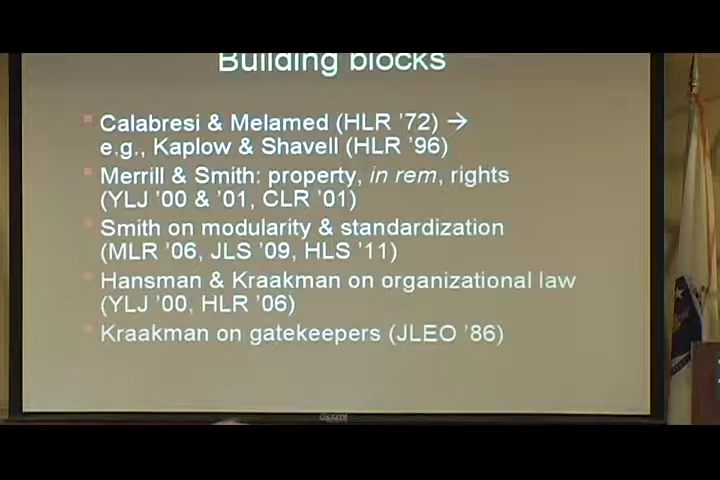 Building blocks
Calabresi & Melamed (HLR '72) →
e.g., Kaplow & Shavell (HLR '96)
Merrill & Smith: property, in rem, rights
(YLJ '00 & '01, CLR '01)
Smith on modularity & standardization
(MLR '06, JLS '09, HLS '11)
Hansman & Kraakman on organizational law
(YLJ '00, HLR '06)
Kraakman on gatekeepers (JLEO '86)